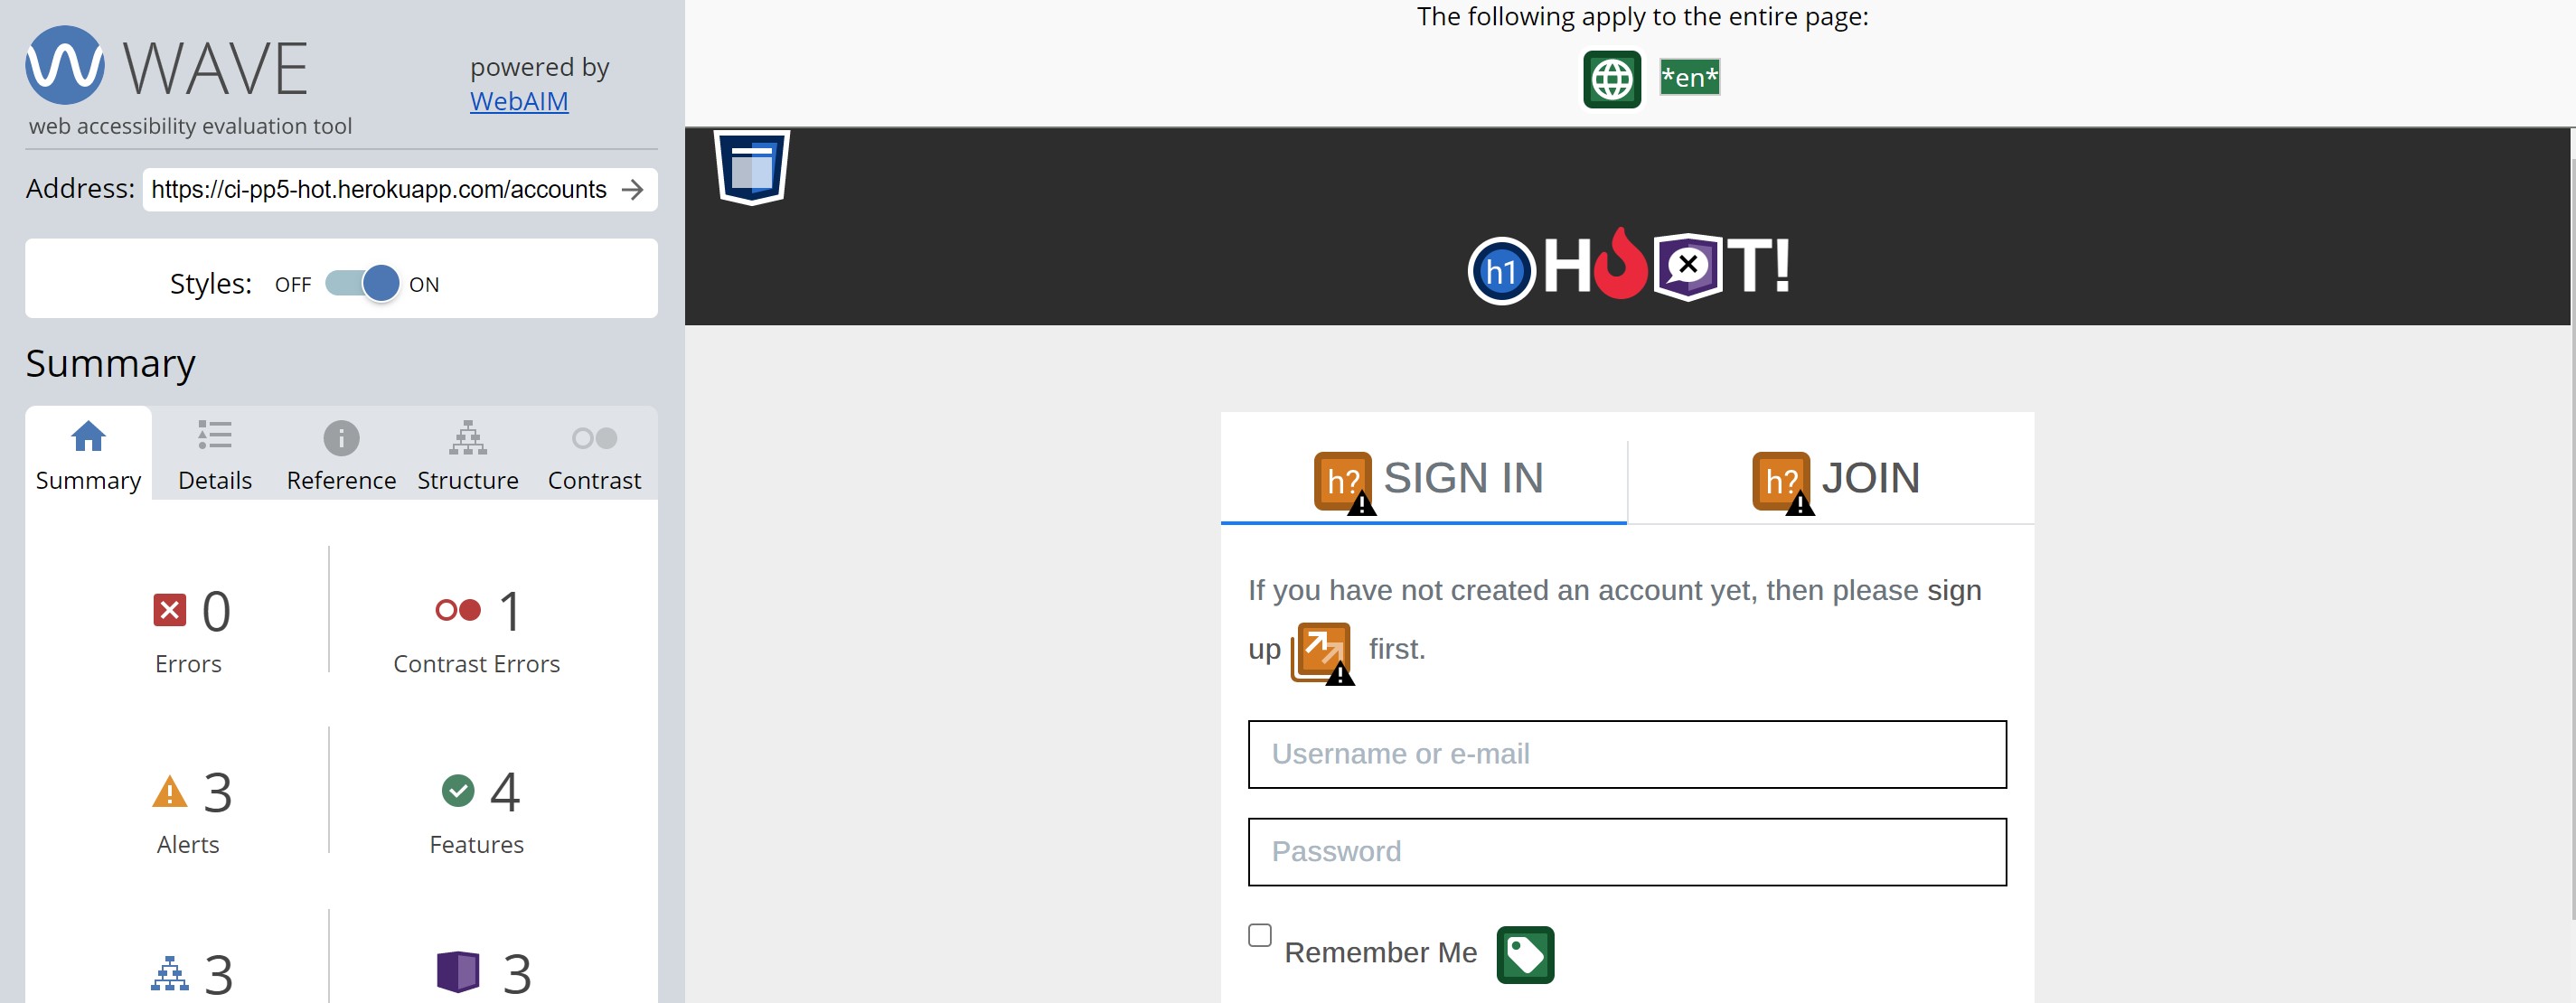 WAVE
powered by
WebAIM
web accessibility evaluation tool
Address: https://ci-pp5-hot.herokuapp.com/accounts
Styles: OFF ON
Summary
Summary Details Reference Structure Contrast
0 1
Errors Contrast Errors
3 4
Alerts Features
3 3
The following apply to the entire page:
*en*
h1 H T!
h? SIGN IN h? JOIN
If you have not created an account yet, then please sign
up first.
Username or e-mail
Password
Remember Me